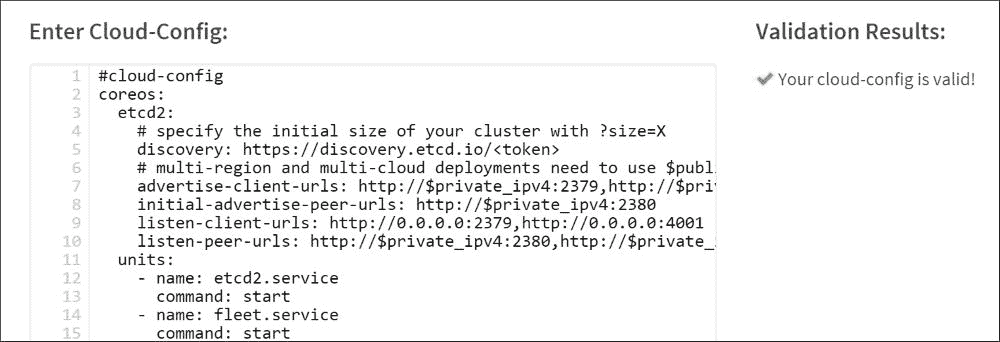 Enter Cloud-Config:
Validation Results:
✔ Your cloud-config is valid!
1 #cloud-config
2 coreos:
3   etcd2:
4     # specify the initial size of your cluster with ?size=X
5     discovery: https://discovery.etcd.io/<token>
6     # multi-region and multi-cloud deployments need to use $publi
7     advertise-client-urls: http://$private_ipv4:2379,http://$priv
8     initial-advertise-peer-urls: http://$private_ipv4:2380
9     listen-client-urls: http://0.0.0.0:2379,http://0.0.0.0:4001
10     listen-peer-urls: http://$private_ipv4:2380,http://$private_i
11   units:
12     - name: etcd2.service
13       command: start
14     - name: fleet.service
15       command: start